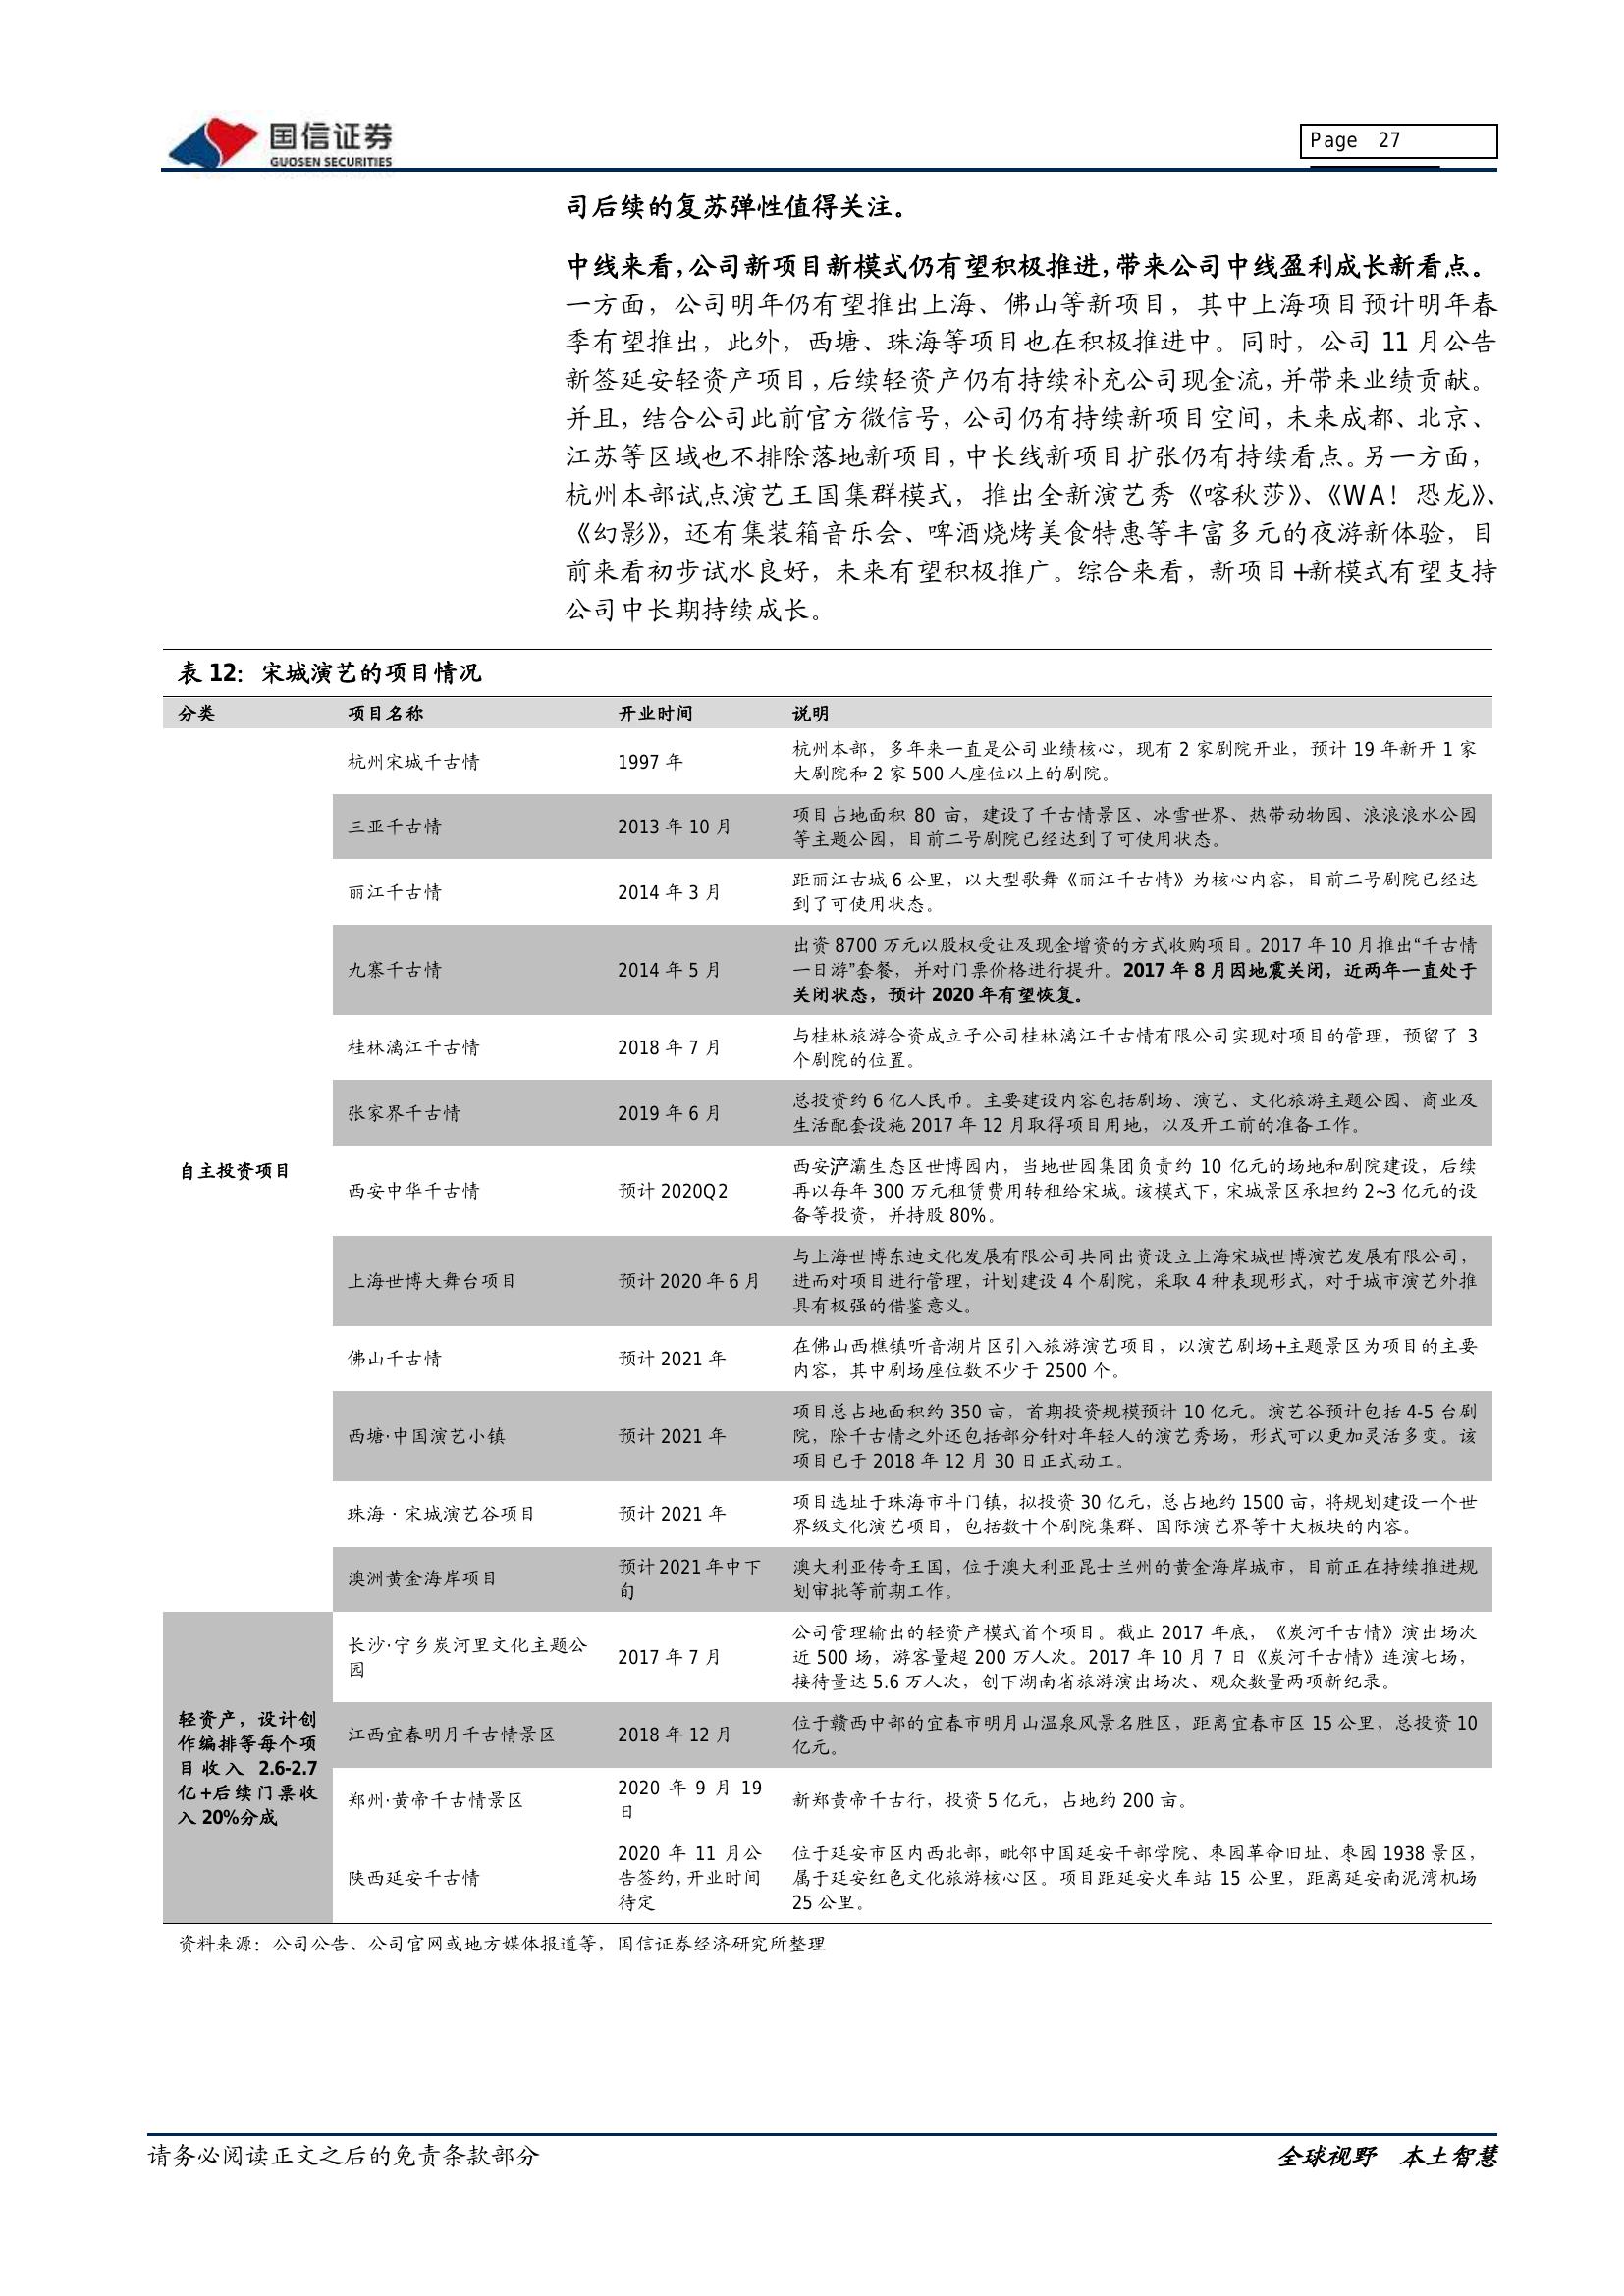 国信证券
GUOSEN SECURITIES
Page 27
司后续的复苏弹性值得关注。
中线来看，公司新项目新模式仍有望积极推进，带来公司中线盈利成长新看点。
一方面，公司明年仍有望推出上海、佛山等新项目，其中上海项目预计明年春
季有望推出，此外，西塘、珠海等项目也在积极推进中。同时，公司 11 月公告
新签延安轻资产项目，后续轻资产仍有持续补充公司现金流，并带来业绩贡献。
并且，结合公司此前官方微信号，公司仍有持续新项目空间，未来成都、北京、
江苏等区域也不排除落地新项目，中长线新项目扩张仍有持续看点。另一方面，
杭州本部试点演艺王国集群模式，推出全新演艺秀《喀秋莎》、《WA！恐龙》、
《幻影》，还有集装箱音乐会、啤酒烧烤美食特惠等丰富多元的夜游新体验，目
前来看初步试水良好，未来有望积极推广。综合来看，新项目+新模式有望支持
公司中长期持续成长。
表 12：宋城演艺的项目情况
分类 项目名称 开业时间 说明
自主投资项目
杭州宋城千古情 1997 年
杭州本部，多年来一直是公司业绩核心，现有 2 家剧院开业，预计 19 年新开 1 家
大剧院和 2 家 500 人座位以上的剧院。
三亚千古情 2013 年 10 月
项目占地面积 80 亩，建设了千古情景区、冰雪世界、热带动物园、浪浪浪水公园
等主题公园，目前二号剧院已经达到了可使用状态。
丽江千古情 2014 年 3 月
距丽江古城 6 公里，以大型歌舞《丽江千古情》为核心内容，目前二号剧院已经达
到了可使用状态。
九寨千古情 2014 年 5 月
出资 8700 万元以股权受让及现金增资的方式收购项目。2017 年 10 月推出“千古情
一日游”套餐，并对门票价格进行提升。2017 年 8 月因地震关闭，近两年一直处于
关闭状态，预计 2020 年有望恢复。
桂林漓江千古情 2018 年 7 月
与桂林旅游合资成立子公司桂林漓江千古情有限公司实现对项目的管理，预留了 3
个剧院的位置。
张家界千古情 2019 年 6 月
总投资约 6 亿人民币。主要建设内容包括剧场、演艺、文化旅游主题公园、商业及
生活配套设施 2017 年 12 月取得项目用地，以及开工前的准备工作。
西安中华千古情 预计 2020Q2
西安浐灞生态区世博园内，当地世园集团负责约 10 亿元的场地和剧院建设，后续
再以每年 300 万元租赁费用转租给宋城。该模式下，宋城景区承担约 2~3 亿元的设
备等投资，并持股 80%。
上海世博大舞台项目 预计 2020 年 6 月
与上海世博东迪文化发展有限公司共同出资设立上海宋城世博演艺发展有限公司，
进而对项目进行管理，计划建设 4 个剧院，采取 4 种表现形式，对于城市演艺外推
具有极强的借鉴意义。
佛山千古情 预计 2021 年
在佛山西樵镇听音湖片区引入旅游演艺项目，以演艺剧场+主题景区为项目的主要
内容，其中剧场座位数不少于 2500 个。
西塘·中国演艺小镇 预计 2021 年
项目总占地面积约 350 亩，首期投资规模预计 10 亿元。演艺谷预计包括 4-5 台剧
院，除千古情之外还包括部分针对年轻人的演艺秀场，形式可以更加灵活多变。该
项目已于 2018 年 12 月 30 日正式动工。
珠海·宋城演艺谷项目 预计 2021 年
项目选址于珠海市斗门镇，拟投资 30 亿元，总占地约 1500 亩，将规划建设一个世
界级文化演艺项目，包括数十个剧院集群、国际演艺界等十大板块的内容。
澳洲黄金海岸项目
预计 2021 年中下
旬
澳大利亚传奇王国，位于澳大利亚昆士兰州的黄金海岸城市，目前正在持续推进规
划审批等前期工作。
轻资产，设计创
作编排等每个项
目收入 2.6-2.7
亿+后续门票收
入 20%分成
长沙·宁乡炭河里文化主题公
园
2017 年 7 月
公司管理输出的轻资产模式首个项目。截止 2017 年底，《炭河千古情》演出场次
近 500 场，游客量超 200 万人次。2017 年 10 月 7 日《炭河千古情》连演七场，
接待量达 5.6 万人次，创下湖南省旅游演出场次、观众数量两项新纪录。
江西宜春明月千古情景区 2018 年 12 月
位于赣西中部的宜春市明月山温泉风景名胜区，距离宜春市区 15 公里，总投资 10
亿元。
郑州·黄帝千古情景区
2020 年 9 月 19
日
新郑黄帝千古行，投资 5 亿元，占地约 200 亩。
陕西延安千古情
2020 年 11 月公
告签约，开业时间
待定
位于延安市区内西北部，毗邻中国延安干部学院、枣园革命旧址、枣园 1938 景区，
属于延安红色文化旅游核心区。项目距延安火车站 15 公里，距离延安南泥湾机场
25 公里。
资料来源：公司公告、公司官网或地方媒体报道等，国信证券经济研究所整理
请务必阅读正文之后的免责条款部分
全球视野 本土智慧